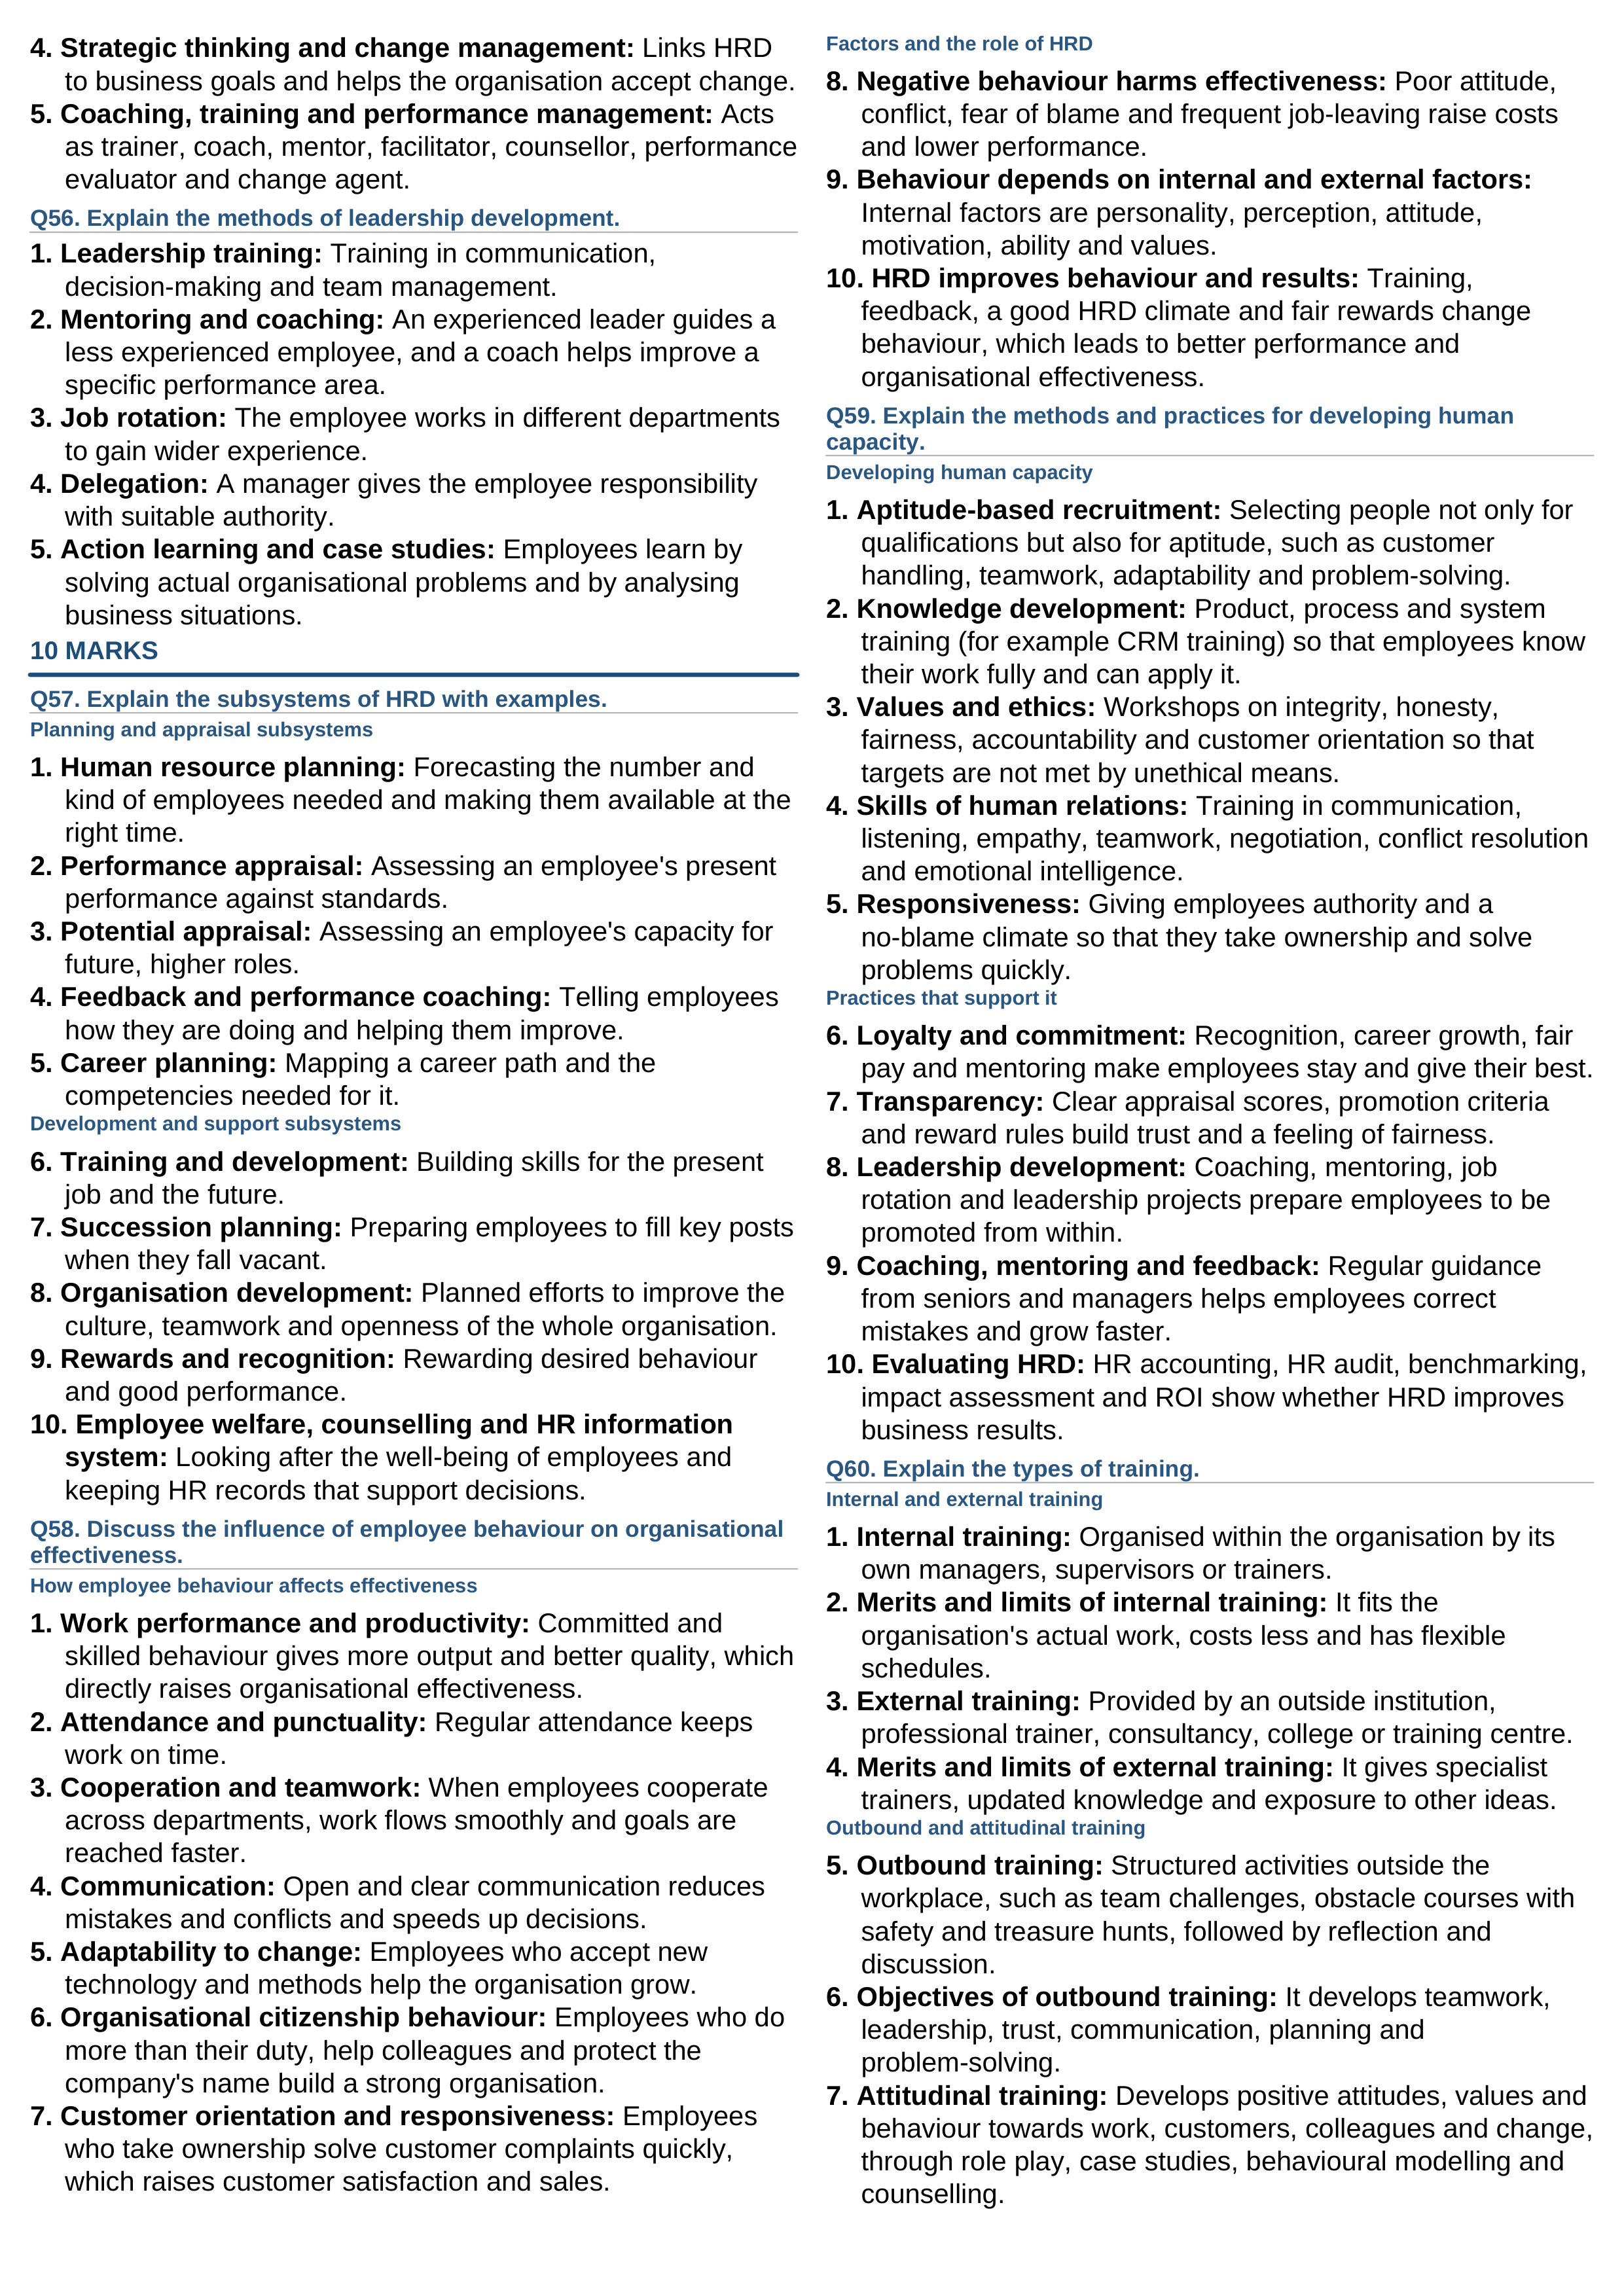 4. Strategic thinking and change management: Links HRD
to business goals and helps the organisation accept change.
5. Coaching, training and performance management: Acts
as trainer, coach, mentor, facilitator, counsellor, performance
evaluator and change agent.
Q56. Explain the methods of leadership development.
1. Leadership training: Training in communication,
decision-making and team management.
2. Mentoring and coaching: An experienced leader guides a
less experienced employee, and a coach helps improve a
specific performance area.
3. Job rotation: The employee works in different departments
to gain wider experience.
4. Delegation: A manager gives the employee responsibility
with suitable authority.
5. Action learning and case studies: Employees learn by
solving actual organisational problems and by analysing
business situations.
10 MARKS
Q57. Explain the subsystems of HRD with examples.
Planning and appraisal subsystems
1. Human resource planning: Forecasting the number and
kind of employees needed and making them available at the
right time.
2. Performance appraisal: Assessing an employee's present
performance against standards.
3. Potential appraisal: Assessing an employee's capacity for
future, higher roles.
4. Feedback and performance coaching: Telling employees
how they are doing and helping them improve.
5. Career planning: Mapping a career path and the
competencies needed for it.
Development and support subsystems
6. Training and development: Building skills for the present
job and the future.
7. Succession planning: Preparing employees to fill key posts
when they fall vacant.
8. Organisation development: Planned efforts to improve the
culture, teamwork and openness of the whole organisation.
9. Rewards and recognition: Rewarding desired behaviour
and good performance.
10. Employee welfare, counselling and HR information
system: Looking after the well-being of employees and
keeping HR records that support decisions.
Q58. Discuss the influence of employee behaviour on organisational
effectiveness.
How employee behaviour affects effectiveness
1. Work performance and productivity: Committed and
skilled behaviour gives more output and better quality, which
directly raises organisational effectiveness.
2. Attendance and punctuality: Regular attendance keeps
work on time.
3. Cooperation and teamwork: When employees cooperate
across departments, work flows smoothly and goals are
reached faster.
4. Communication: Open and clear communication reduces
mistakes and conflicts and speeds up decisions.
5. Adaptability to change: Employees who accept new
technology and methods help the organisation grow.
6. Organisational citizenship behaviour: Employees who do
more than their duty, help colleagues and protect the
company's name build a strong organisation.
7. Customer orientation and responsiveness: Employees
who take ownership solve customer complaints quickly,
which raises customer satisfaction and sales.
Factors and the role of HRD
8. Negative behaviour harms effectiveness: Poor attitude,
conflict, fear of blame and frequent job-leaving raise costs
and lower performance.
9. Behaviour depends on internal and external factors:
Internal factors are personality, perception, attitude,
motivation, ability and values.
10. HRD improves behaviour and results: Training,
feedback, a good HRD climate and fair rewards change
behaviour, which leads to better performance and
organisational effectiveness.
Q59. Explain the methods and practices for developing human
capacity.
Developing human capacity
1. Aptitude-based recruitment: Selecting people not only for
qualifications but also for aptitude, such as customer
handling, teamwork, adaptability and problem-solving.
2. Knowledge development: Product, process and system
training (for example CRM training) so that employees know
their work fully and can apply it.
3. Values and ethics: Workshops on integrity, honesty,
fairness, accountability and customer orientation so that
targets are not met by unethical means.
4. Skills of human relations: Training in communication,
listening, empathy, teamwork, negotiation, conflict resolution
and emotional intelligence.
5. Responsiveness: Giving employees authority and a
no-blame climate so that they take ownership and solve
problems quickly.
Practices that support it
6. Loyalty and commitment: Recognition, career growth, fair
pay and mentoring make employees stay and give their best.
7. Transparency: Clear appraisal scores, promotion criteria
and reward rules build trust and a feeling of fairness.
8. Leadership development: Coaching, mentoring, job
rotation and leadership projects prepare employees to be
promoted from within.
9. Coaching, mentoring and feedback: Regular guidance
from seniors and managers helps employees correct
mistakes and grow faster.
10. Evaluating HRD: HR accounting, HR audit, benchmarking,
impact assessment and ROI show whether HRD improves
business results.
Q60. Explain the types of training.
Internal and external training
1. Internal training: Organised within the organisation by its
own managers, supervisors or trainers.
2. Merits and limits of internal training: It fits the
organisation's actual work, costs less and has flexible
schedules.
3. External training: Provided by an outside institution,
professional trainer, consultancy, college or training centre.
4. Merits and limits of external training: It gives specialist
trainers, updated knowledge and exposure to other ideas.
Outbound and attitudinal training
5. Outbound training: Structured activities outside the
workplace, such as team challenges, obstacle courses with
safety and treasure hunts, followed by reflection and
discussion.
6. Objectives of outbound training: It develops teamwork,
leadership, trust, communication, planning and
problem-solving.
7. Attitudinal training: Develops positive attitudes, values and
behaviour towards work, customers, colleagues and change,
through role play, case studies, behavioural modelling and
counselling.